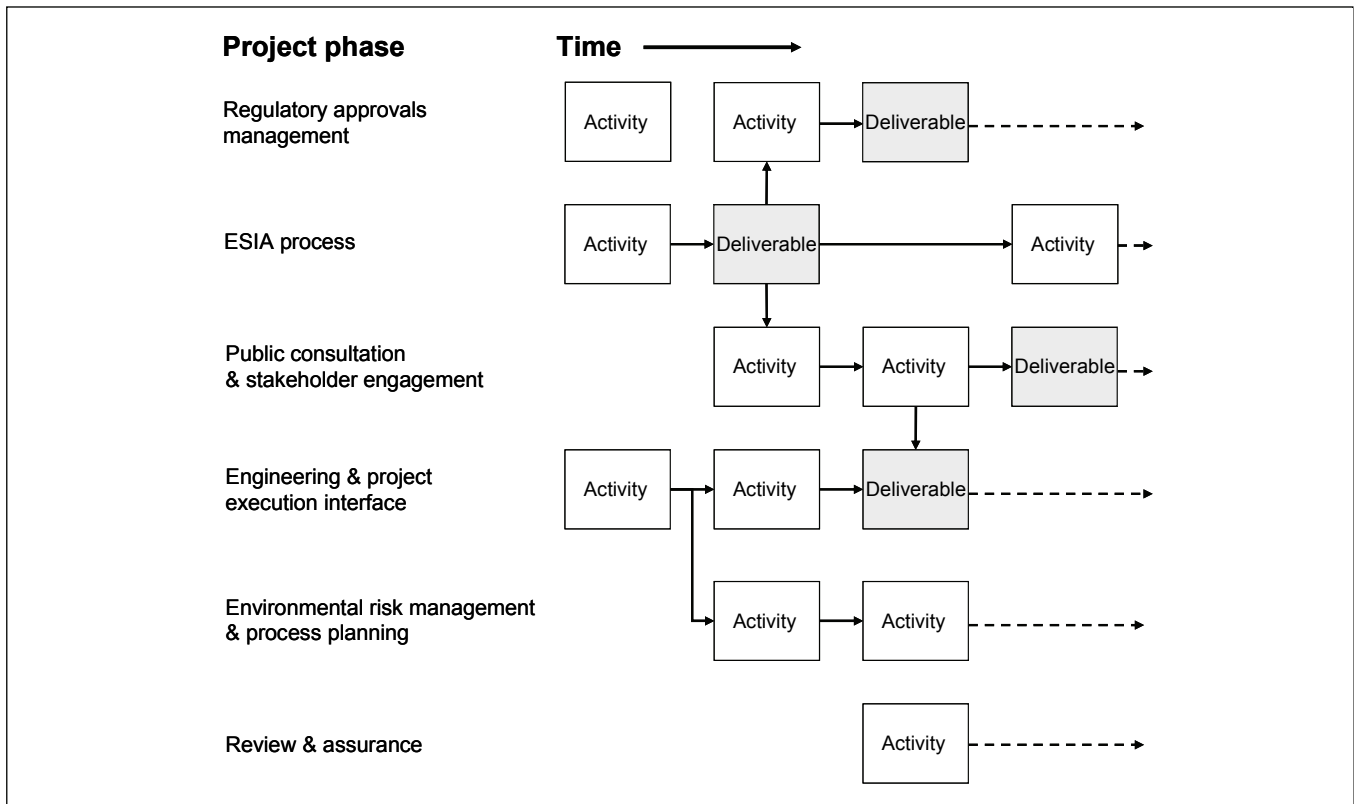 Project phase
Time
Regulatory approvals
management
Activity
Activity
Deliverable
ESIA process
Activity
Deliverable
Activity
Public consultation
& stakeholder engagement
Activity
Activity
Deliverable
Engineering & project
execution interface
Activity
Activity
Deliverable
Environmental risk management
& process planning
Activity
Activity
Review & assurance
Activity